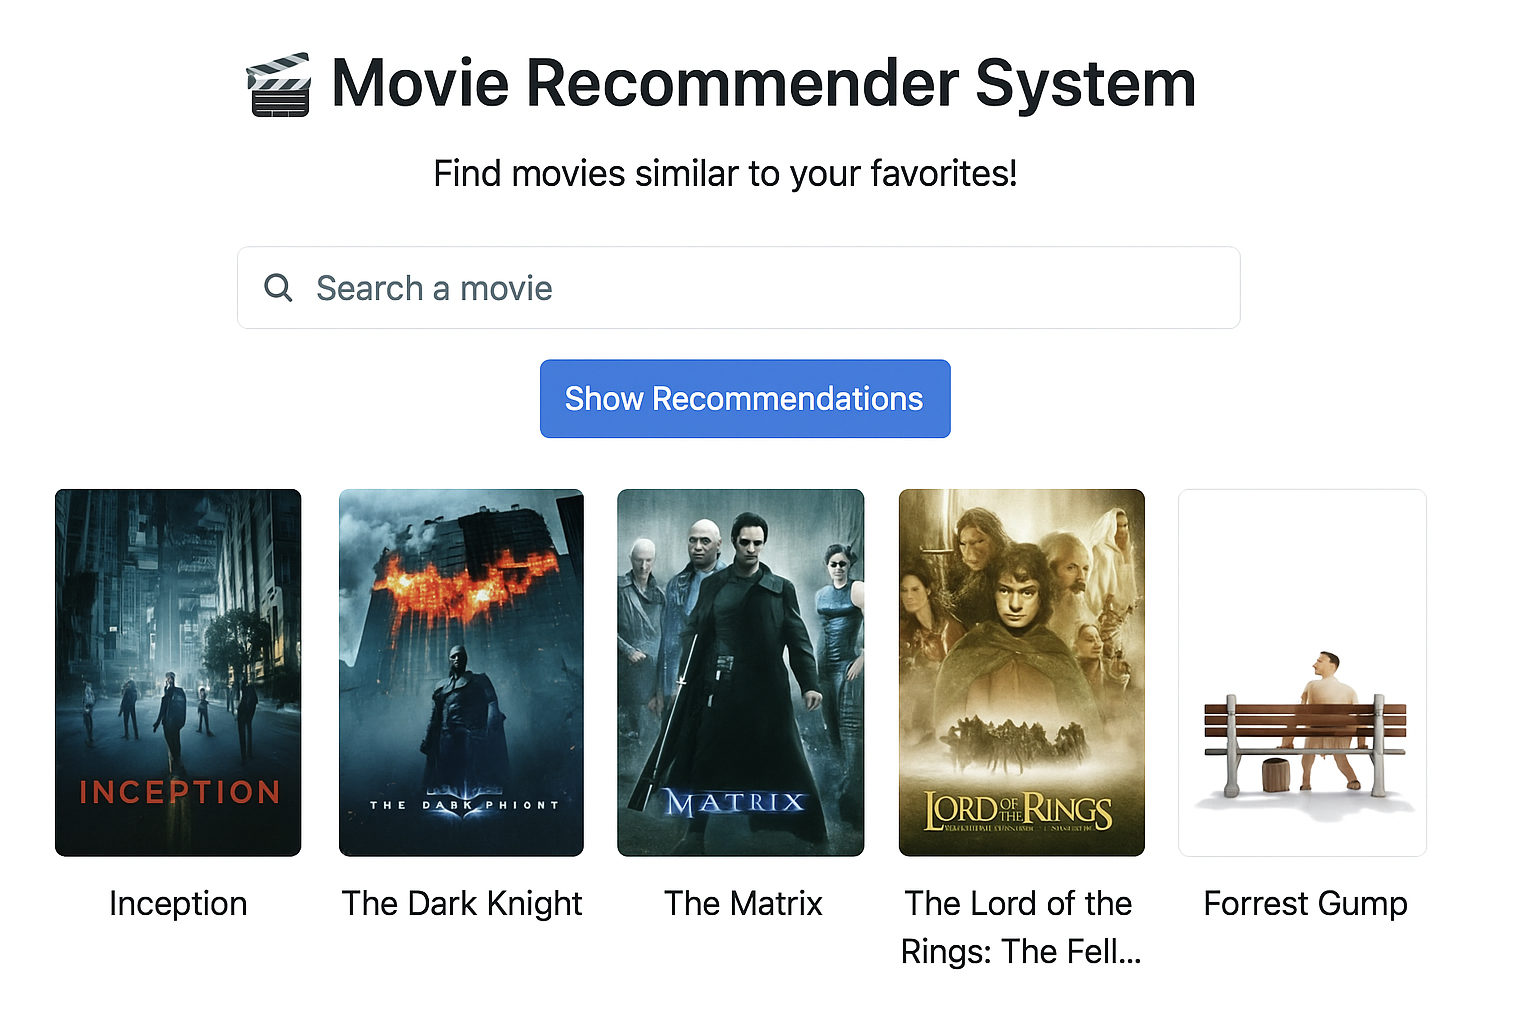 Movie Recommender System
Find movies similar to your favorites!
Search a movie
Show Recommendations
INCEPTION
THE DABK PHIONT
MATRIX
LORD OF THE RINGS
Inception
The Dark Knight
The Matrix
The Lord of the
Rings: The Fell...
Forrest Gump